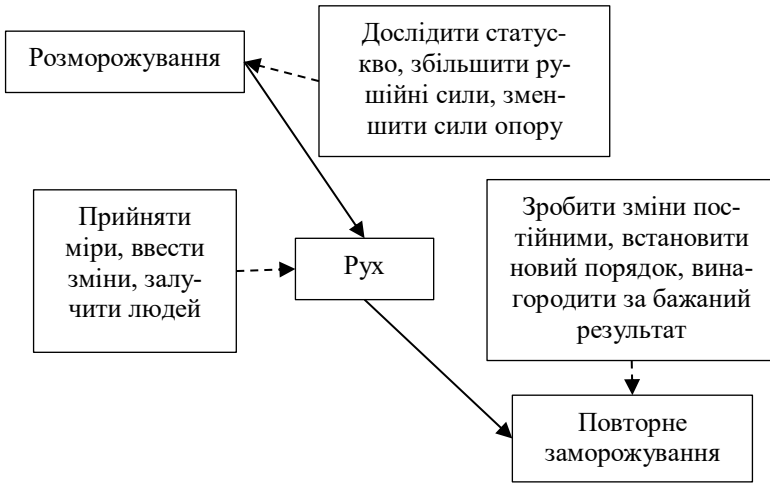 Розморожування
Дослідити статус-
кво, збільшити ру-
шійні сили, змен-
шити сили опору
Прийняти
міри, ввести
зміни, залу-
чити людей
Рух
Зробити зміни пос-
тійними, встановити
новий порядок, вина-
городити за бажаний
результат
Повторне
заморожування